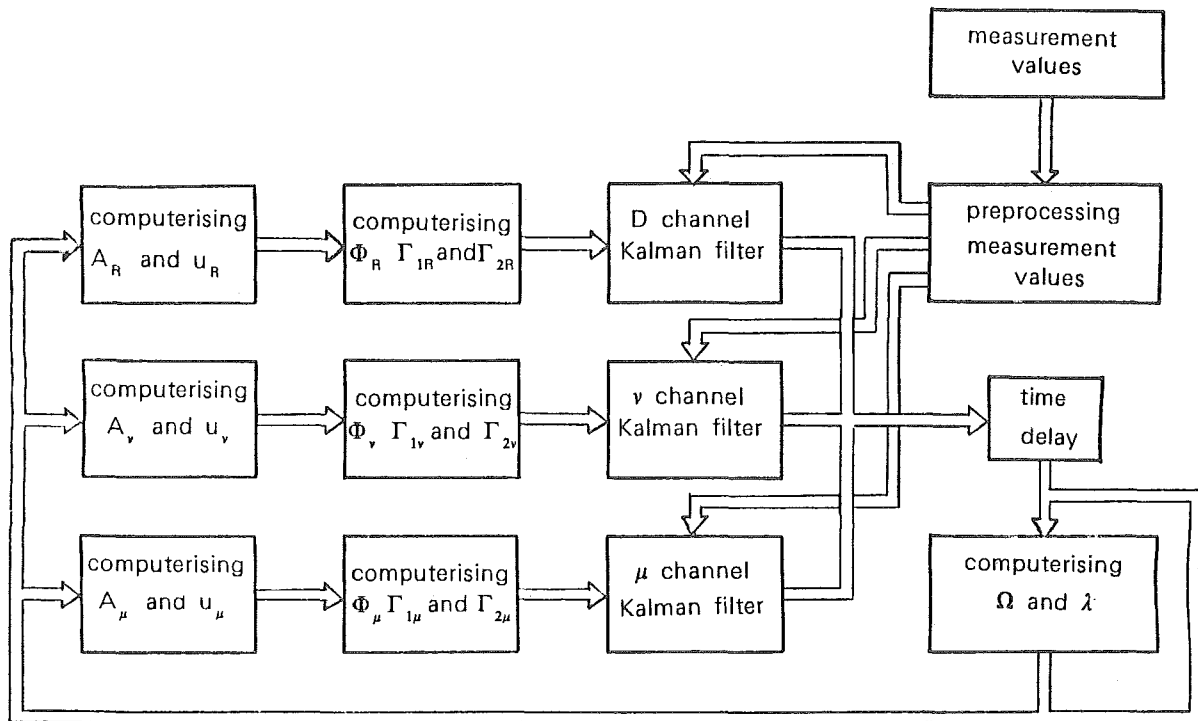 measurement
values
computerising
A_R and u_R
computerising
Φ_R Γ_1R and Γ_2R
D channel
Kalman filter
preprocessing
measurement
values
computerising
A_ν and u_ν
computerising
Φ_ν Γ_1ν and Γ_2ν
ν channel
Kalman filter
time
delay
computerising
A_μ and u_μ
computerising
Φ_μ Γ_1μ and Γ_2μ
μ channel
Kalman filter
computerising
Ω and λ